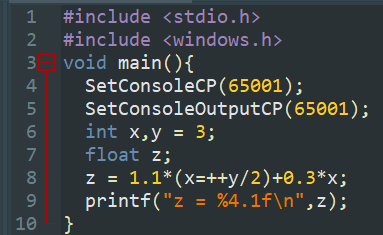 1 #include <stdio.h>
2 #include <windows.h>
3 void main(){
4 SetConsoleCP(65001);
5 SetConsoleOutputCP(65001);
6 int x,y = 3;
7 float z;
8 z = 1.1*(x=++y/2)+0.3*x;
9 printf("z = %4.1f\n",z);
10 }